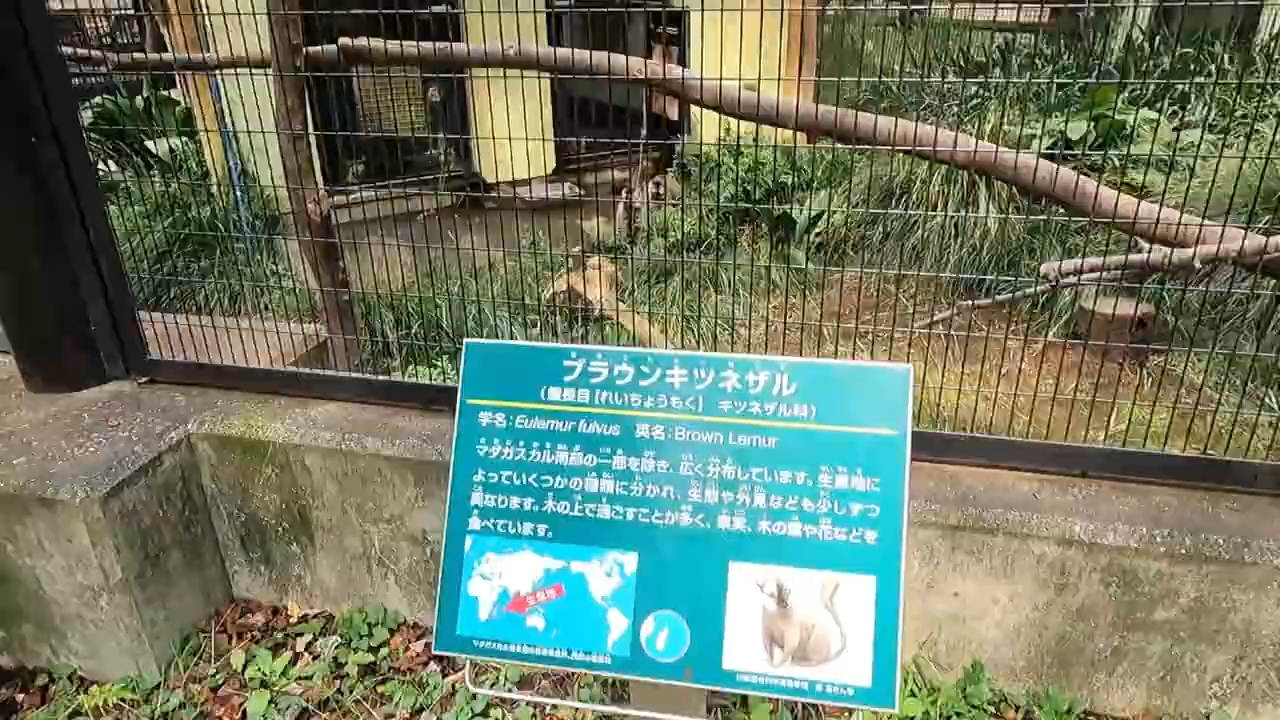 ブラウンキツネザル
(霊長目 [れいちょうもく] キツネザル科)
学名：Eulemur fulvus 英名：Brown Lemur
マダガスカル南部の一部を除き、広く分布しています。生息地に
よっていくつかの種類に分かれ、生態や外見なども少しずつ
異なります。木の上で過ごすことが多く、果実、木の葉や花などを
食べています。
生息地